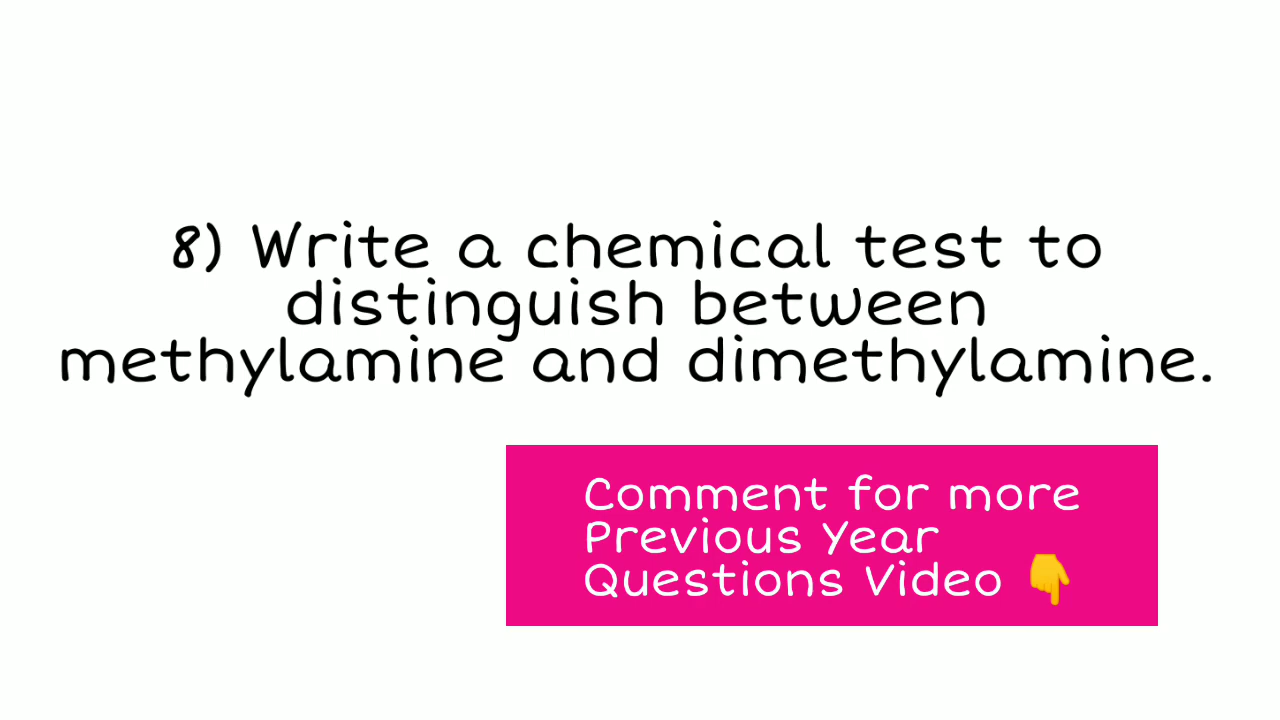 8) Write a chemical test to
distinguish between
methylamine and dimethylamine.
Comment for more
Previous Year
Questions Video 👇